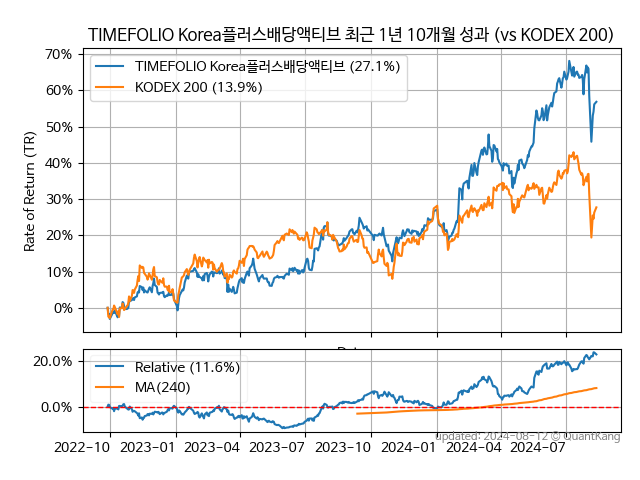 TIMEFOLIO Korea플러스배당액티브 최근 1년 10개월 성과 (vs KODEX 200)
70%
60%
50%
40%
30%
20%
10%
0%
Rate of Return (TR)
TIMEFOLIO Korea플러스배당액티브 (27.1%)
KODEX 200 (13.9%)
20.0%
0.0%
Relative (11.6%)
MA(240)
2022-10 2023-01 2023-04 2023-07 2023-10 2024-01 2024-04 2024-07
updated: 2024-08-12 © QuantKang